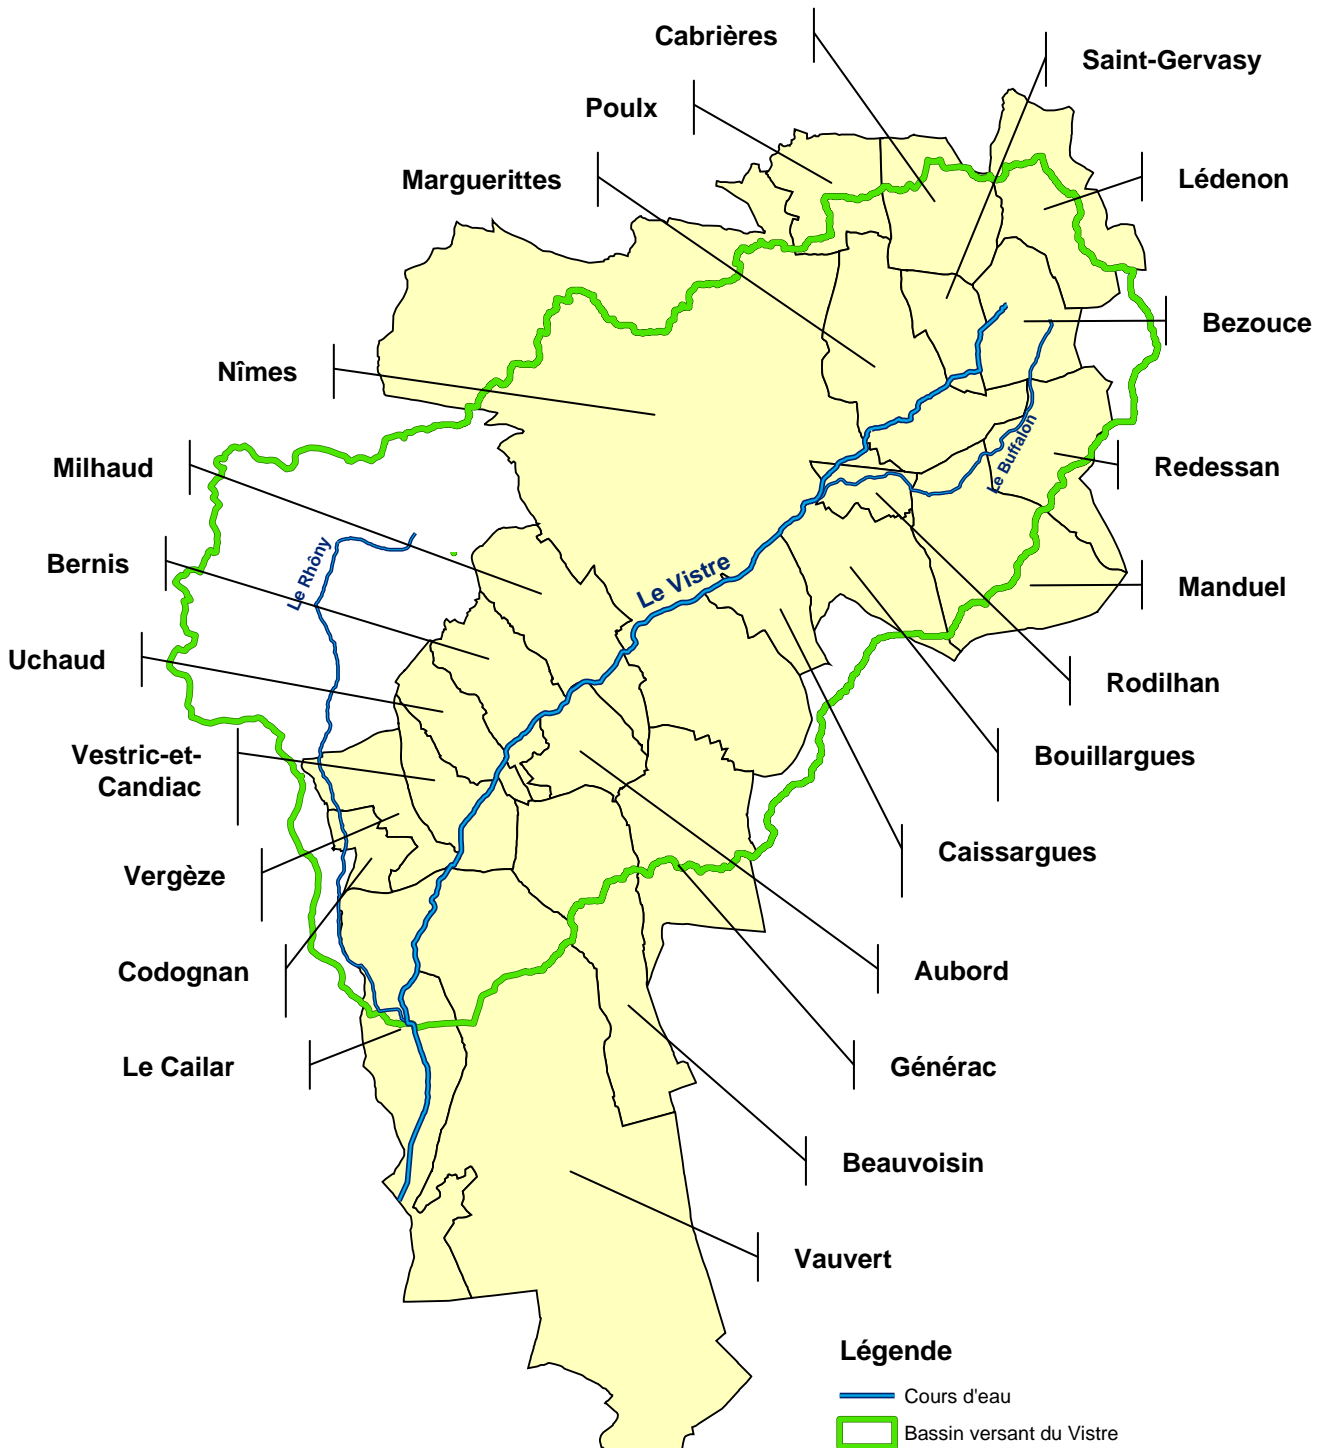 Cabrières
Saint-Gervasy
Poulx
Marguerittes
Lédenon
Bezouce
Nîmes
Le Buffalon
Milhaud
Redessan
Le Rhôny
Bernis
Le Vistre
Manduel
Uchaud
Rodilhan
Vestric-et-
Candiac
Bouillargues
Caissargues
Vergèze
Codognan
Aubord
Le Cailar
Générac
Beauvoisin
Vauvert
Légende
Cours d'eau
Bassin versant du Vistre